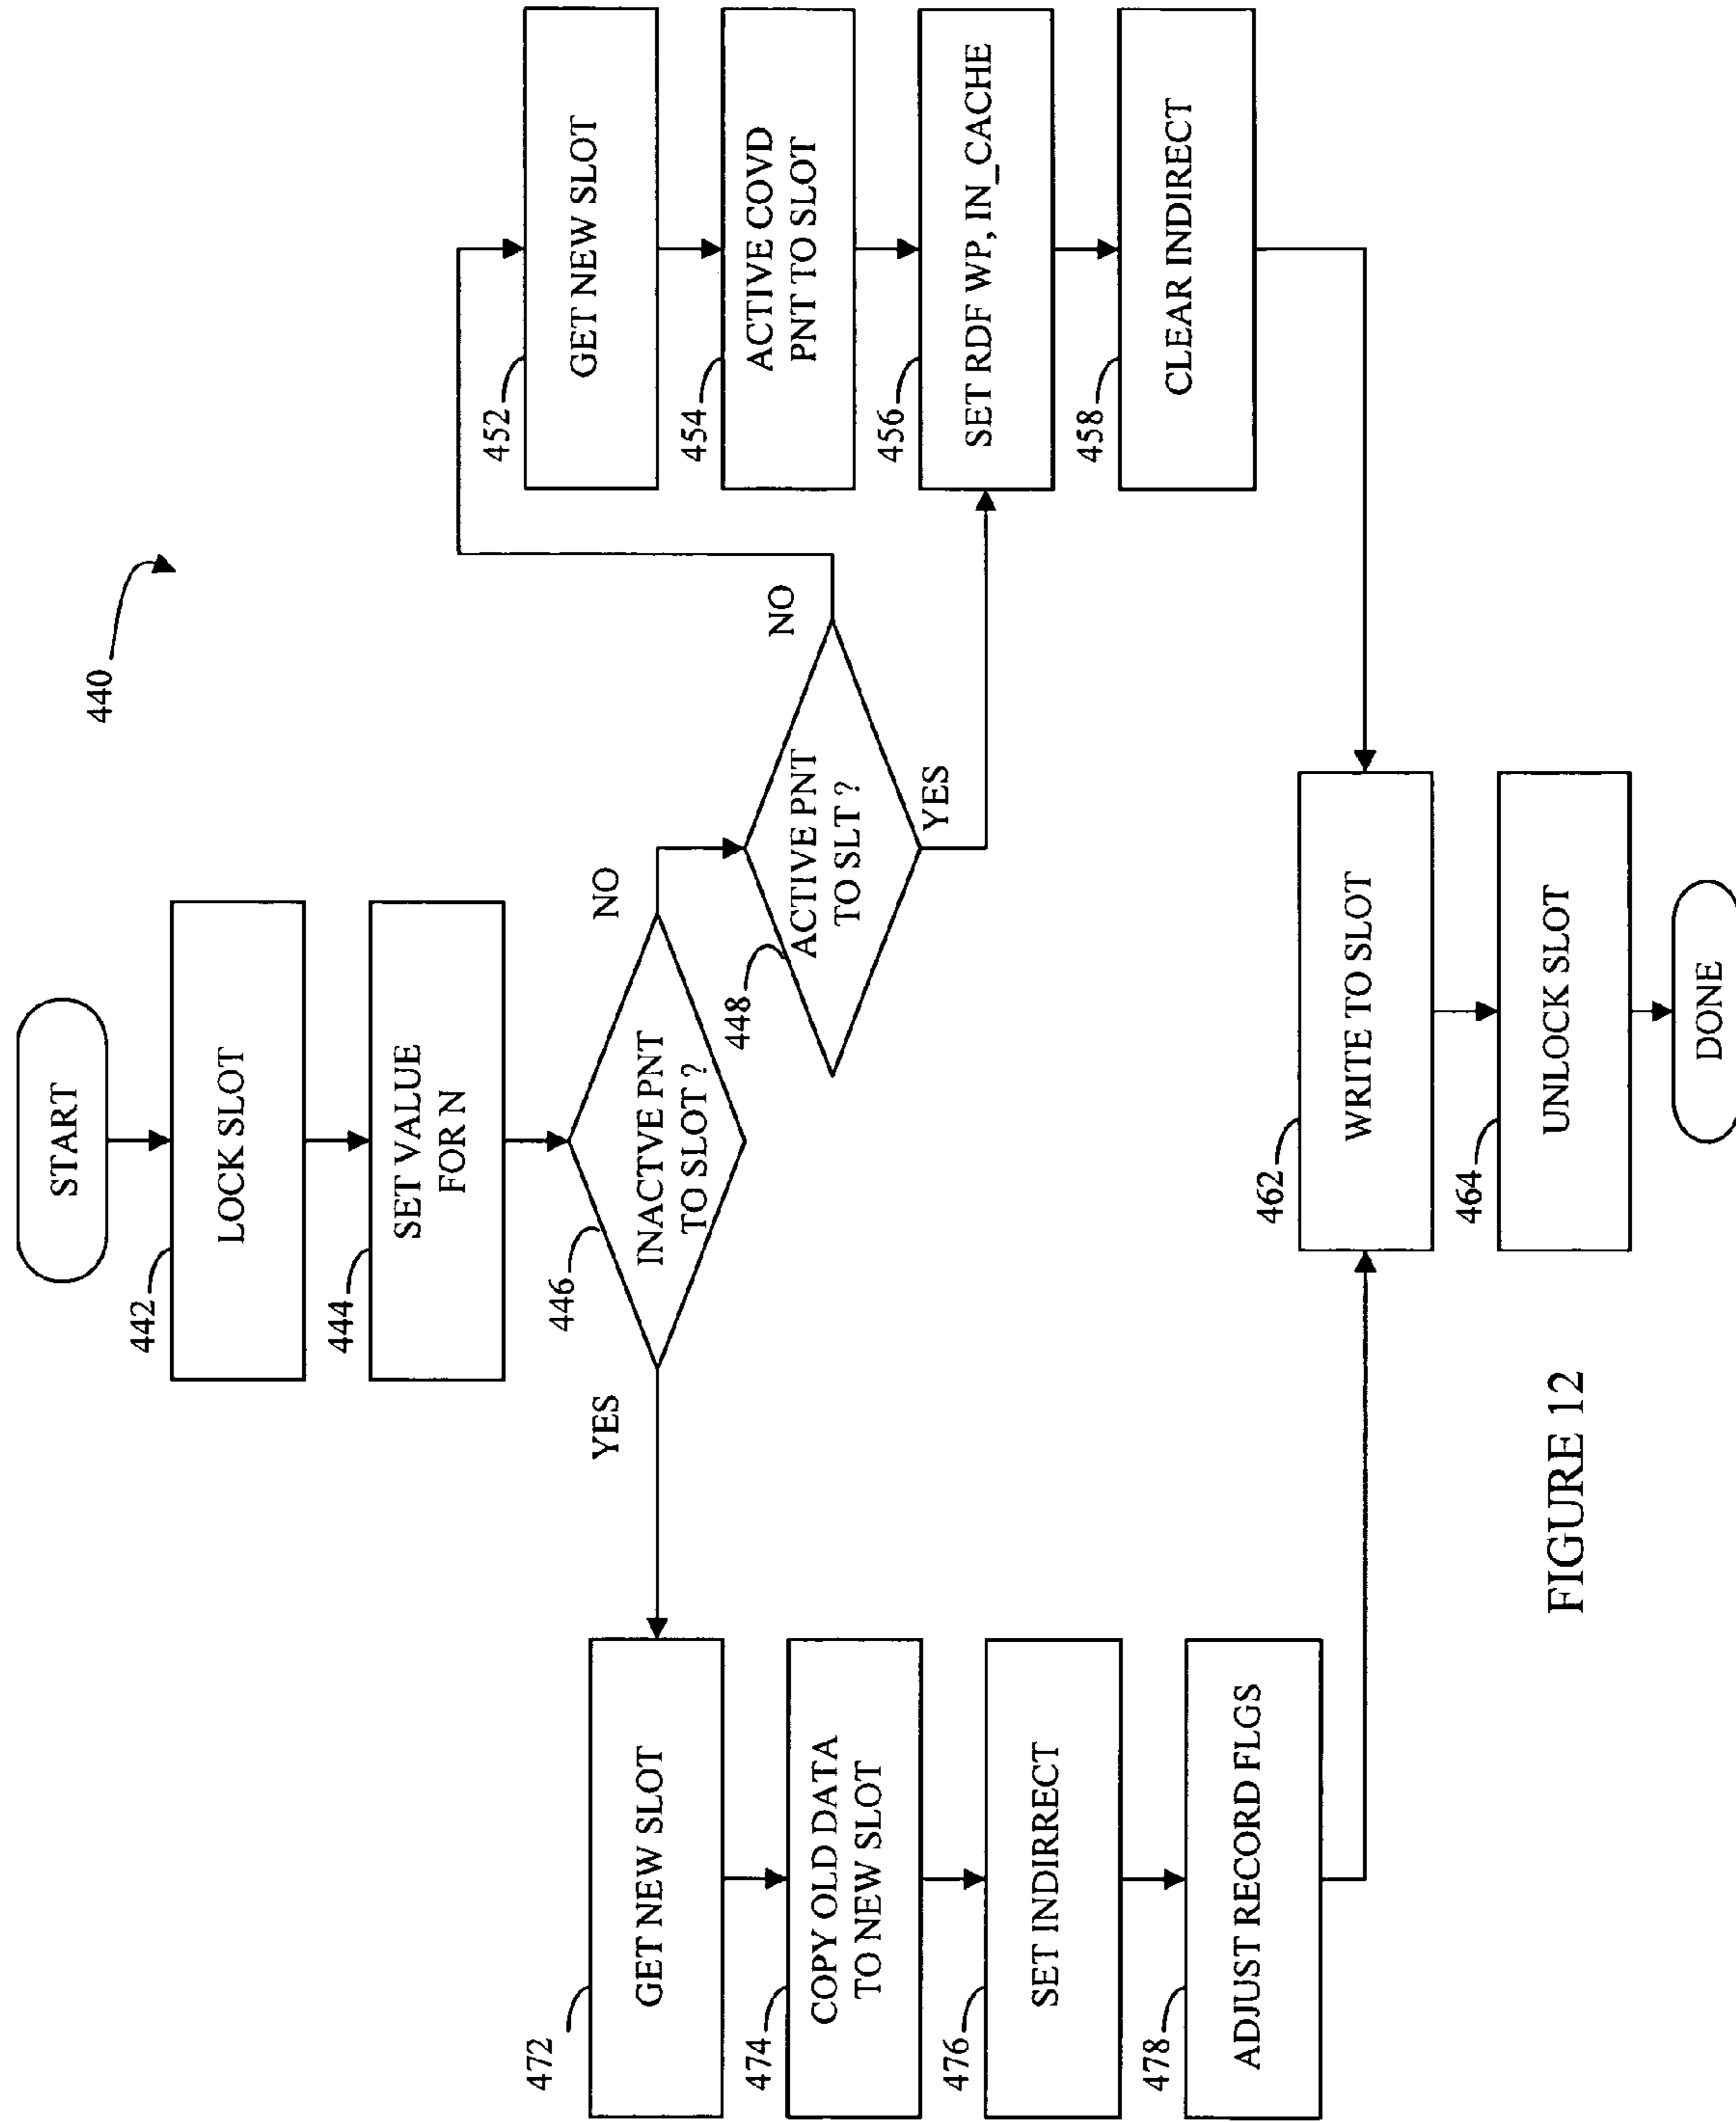 440
START
442
LOCK SLOT
444
SET VALUE
FOR N
446
INACTVE PNT
TO SLOT ?
YES
NO
448
ACTIVE PNT
TO SLT ?
NO
YES
452
GET NEW SLOT
454
ACTIVE COVD
PNT TO SLOT
456
SET RDF WP, IN_CACHE
458
CLEAR INDIRECT
472
GET NEW SLOT
474
COPY OLD DATA
TO NEW SLOT
476
SET INDIRRECT
478
ADJUST RECORD FLGS
462
WRITE TO SLOT
464
UNLOCK SLOT
DONE
FIGURE 12